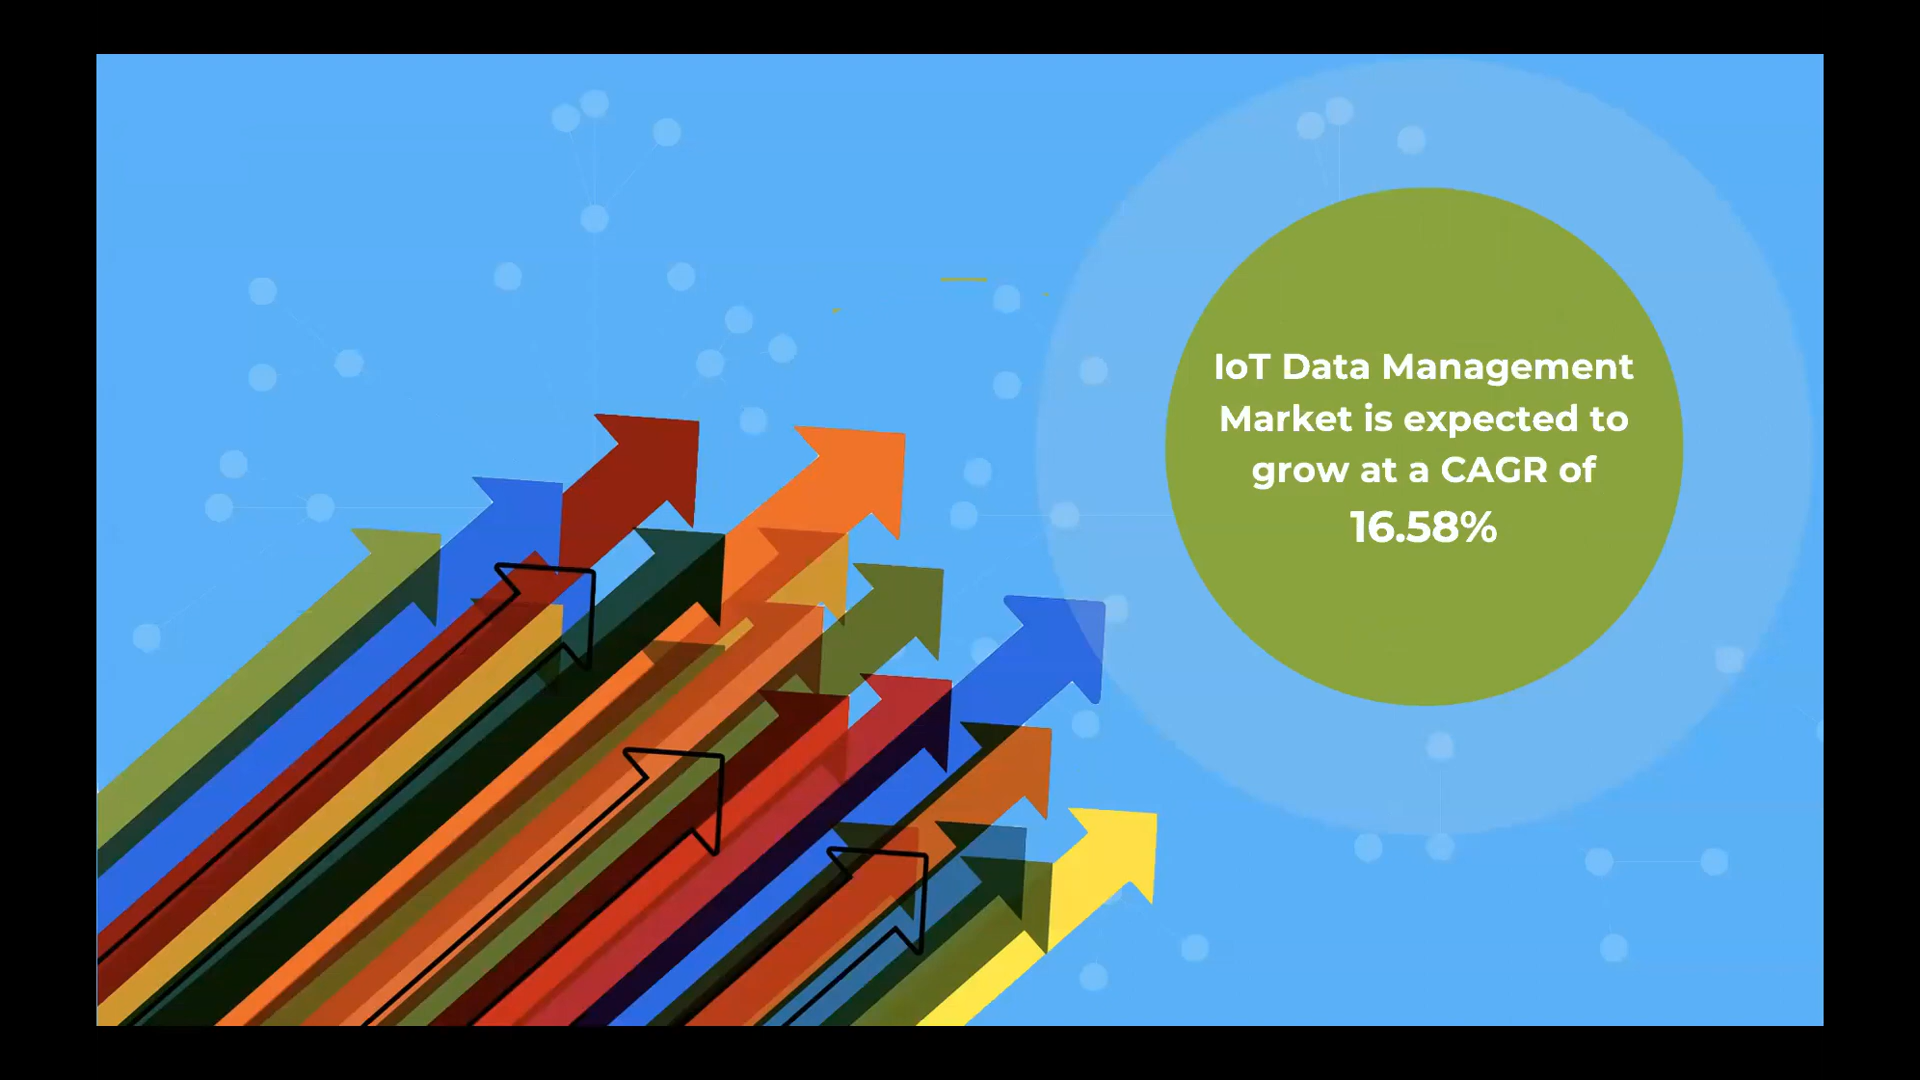 IoT Data Management
Market is expected to
grow at a CAGR of
16.58%